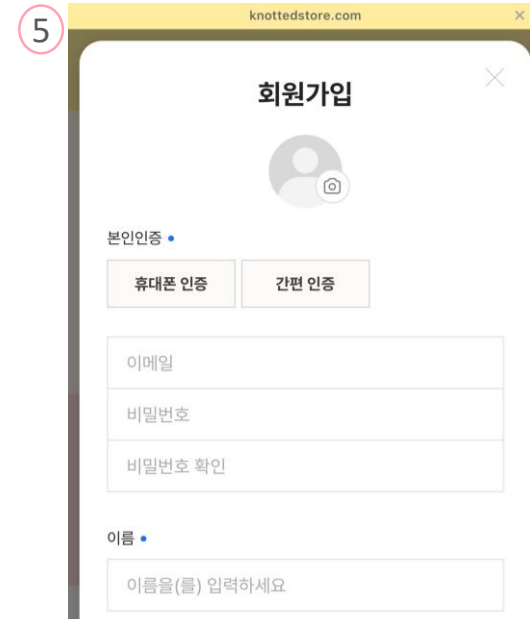 5
knottedstore.com
회원가입
본인인증
휴대폰 인증 간편 인증
이메일
비밀번호
비밀번호 확인
이름
이름을(를) 입력하세요